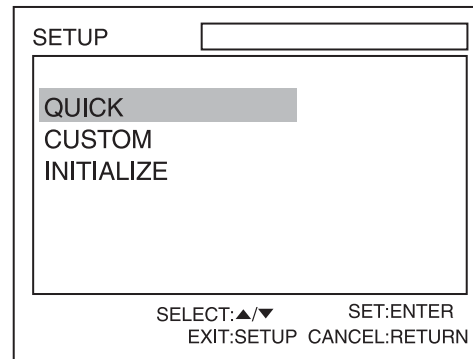 SETUP
QUICK
CUSTOM
INITIALIZE
SELECT:▲/▼ SET:ENTER
EXIT:SETUP CANCEL:RETURN